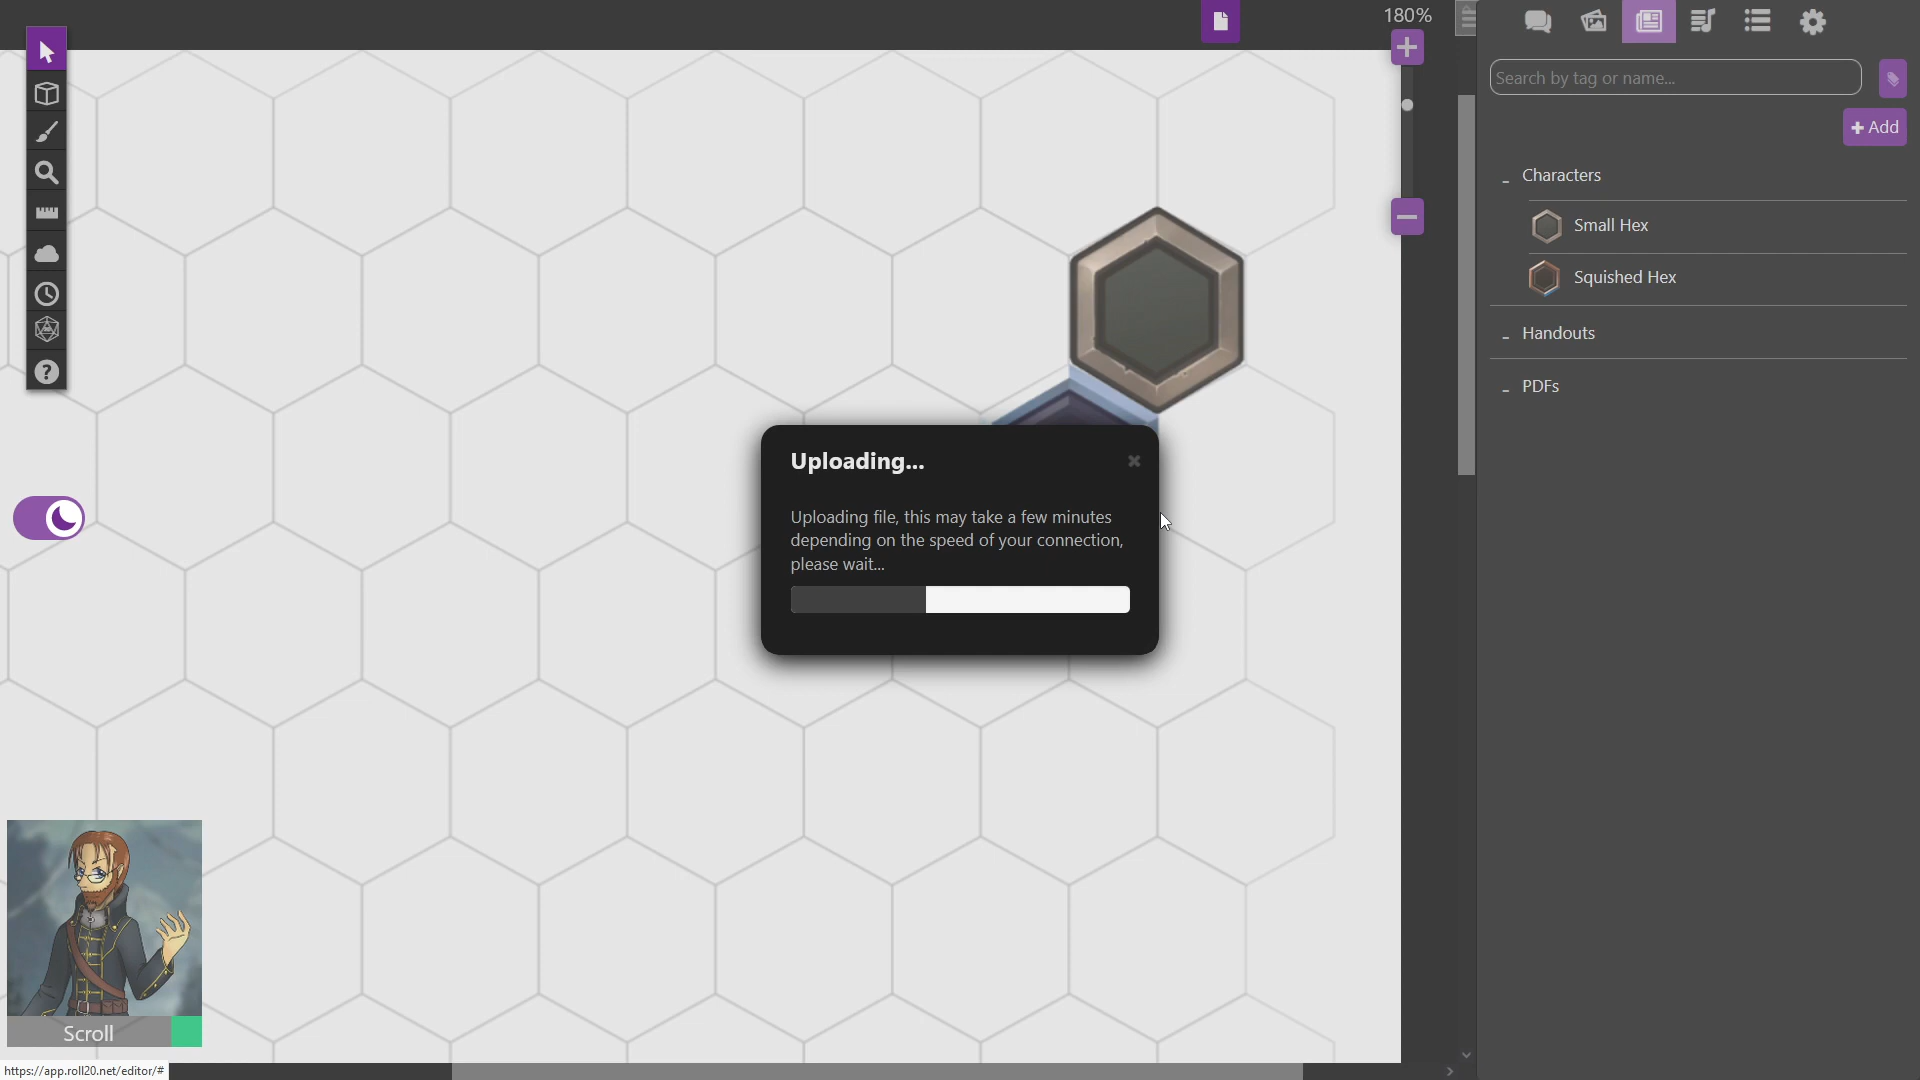 180%
Search by tag or name...
+ Add
Characters
Small Hex
Squished Hex
Handouts
PDFs
Uploading...
Uploading file, this may take a few minutes
depending on the speed of your connection,
please wait...
Scroll
https://app.roll20.net/editor/#